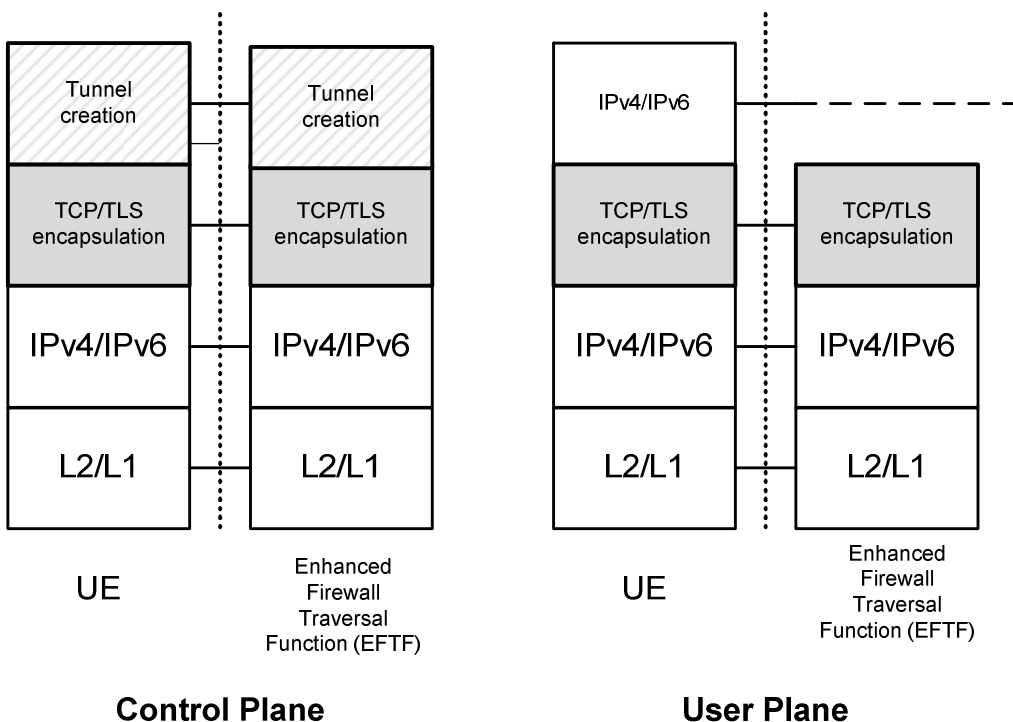 Tunnel
creation
TCP/TLS
encapsulation
IPv4/IPv6
L2/L1
UE
Tunnel
creation
TCP/TLS
encapsulation
IPv4/IPv6
L2/L1
Enhanced
Firewall
Traversal
Function (EFTF)
Control Plane
IPv4/IPv6
TCP/TLS
encapsulation
IPv4/IPv6
L2/L1
UE
TCP/TLS
encapsulation
IPv4/IPv6
L2/L1
Enhanced
Firewall
Traversal
Function (EFTF)
User Plane